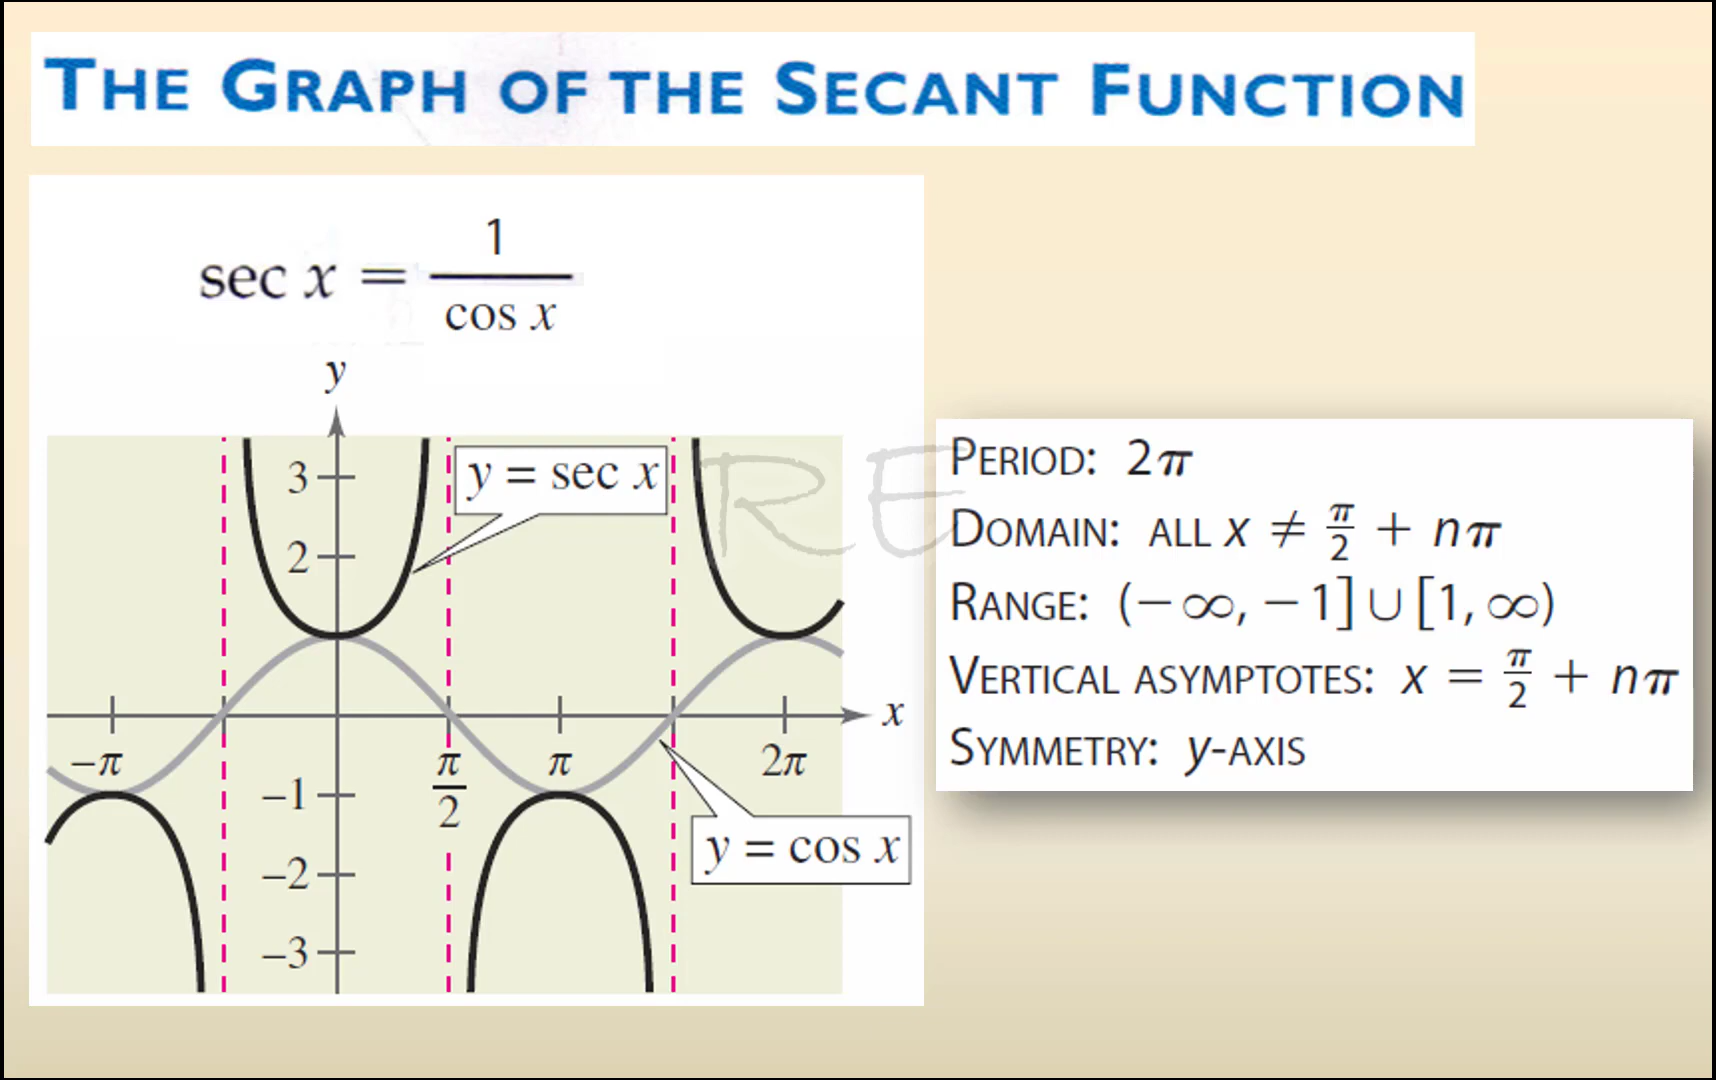 THE GRAPH OF THE SECANT FUNCTION
sec x = 1/cos x
y
3
y = sec x
2
x
−π
π/2
π
2π
−1
y = cos x
−2
−3
RE
PERIOD: 2π
DOMAIN: ALL x ≠ π/2 + nπ
RANGE: (−∞, −1] ∪ [1, ∞)
VERTICAL ASYMPTOTES: x = π/2 + nπ
SYMMETRY: y-AXIS